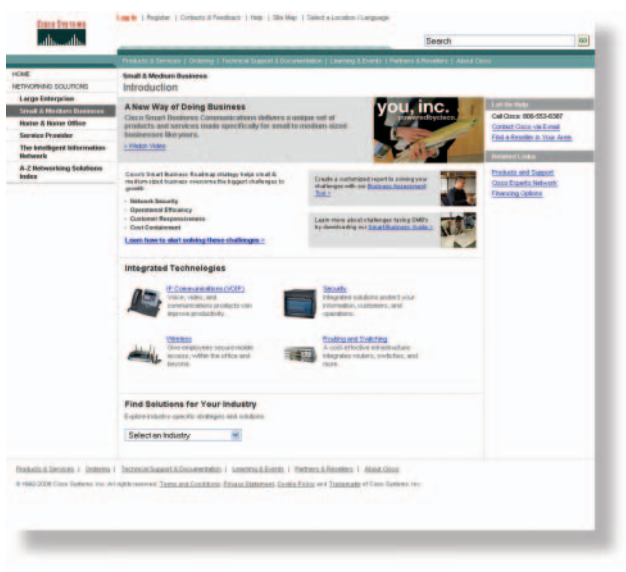 CISCO SYSTEMS
Log In | Register | Contacts & Feedback | Help | Site Map | Select a Location / Language
Search GO
Products & Services | Ordering | Technical Support & Documentation | Learning & Events | Partners & Resellers | About Cisco
HOME
NETWORKING SOLUTIONS
Large Enterprise
Small & Medium Business
Home & Home Office
Service Provider
The Intelligent Information Network
A-Z Networking Solutions Index
Small & Medium Business
Introduction
A New Way of Doing Business
Cisco Smart Business Communications delivers a unique set of
products and services made specifically for small to medium-sized
businesses like yours.
> Watch Video
you, inc.
poweredbycisco.
Cisco's Smart Business Roadmap strategy helps small &
medium-sized business overcome the biggest challenges to
growth:
- Network Security
- Operational Efficiency
- Customer Responsiveness
- Cost Containment
Learn how to start solving these challenges >
Create a customized report to solving your
challenges with our Business Assessment
Tool >
Learn more about challenges facing SMB's
by downloading our Smart Business Guide >
Let Us Help
Call Cisco: 800-553-6387
Contact Cisco via E-mail
Find a Reseller in Your Area
Related Links
Products and Support
Cisco Experts Network
Financing Options
Integrated Technologies
IP Communications (VOIP)
Voice, video, and
communications products can
improve productivity.
Security
Integrated solutions protect your
information, customers, and
operations.
Wireless
Give employees secure mobile
access, within the office and
beyond.
Routing and Switching
A cost-effective infrastructure
integrates routers, switches, and
more.
Find Solutions for Your Industry
Explore industry-specific strategies and solutions
Select an Industry
Products & Services | Ordering | Technical Support & Documentation | Learning & Events | Partners & Resellers | About Cisco
© 1992-2006 Cisco Systems, Inc. All rights reserved. Terms and Conditions, Privacy Statement, Cookie Policy and Trademarks of Cisco Systems, Inc.